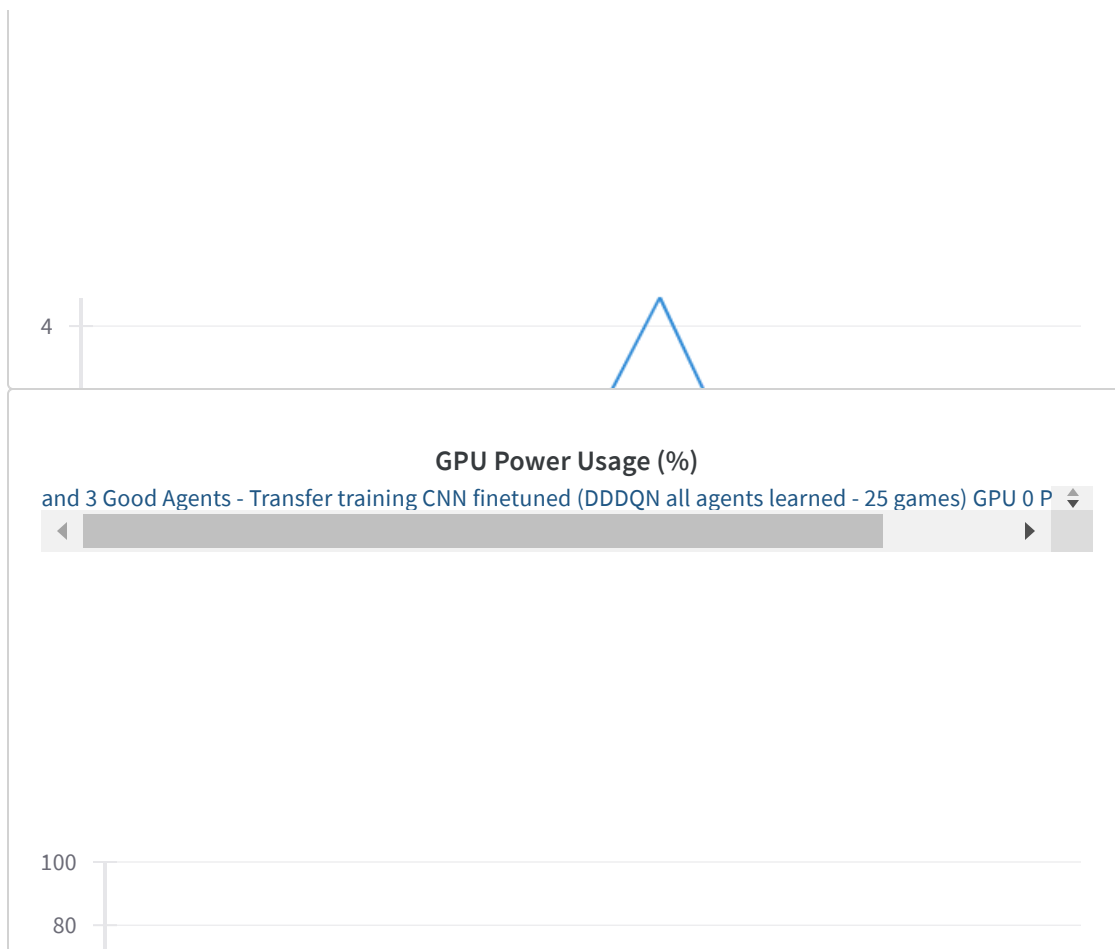 4
GPU Power Usage (%)
and 3 Good Agents - Transfer training CNN finetuned (DDDQN all agents learned - 25 games) GPU 0 P
100
80